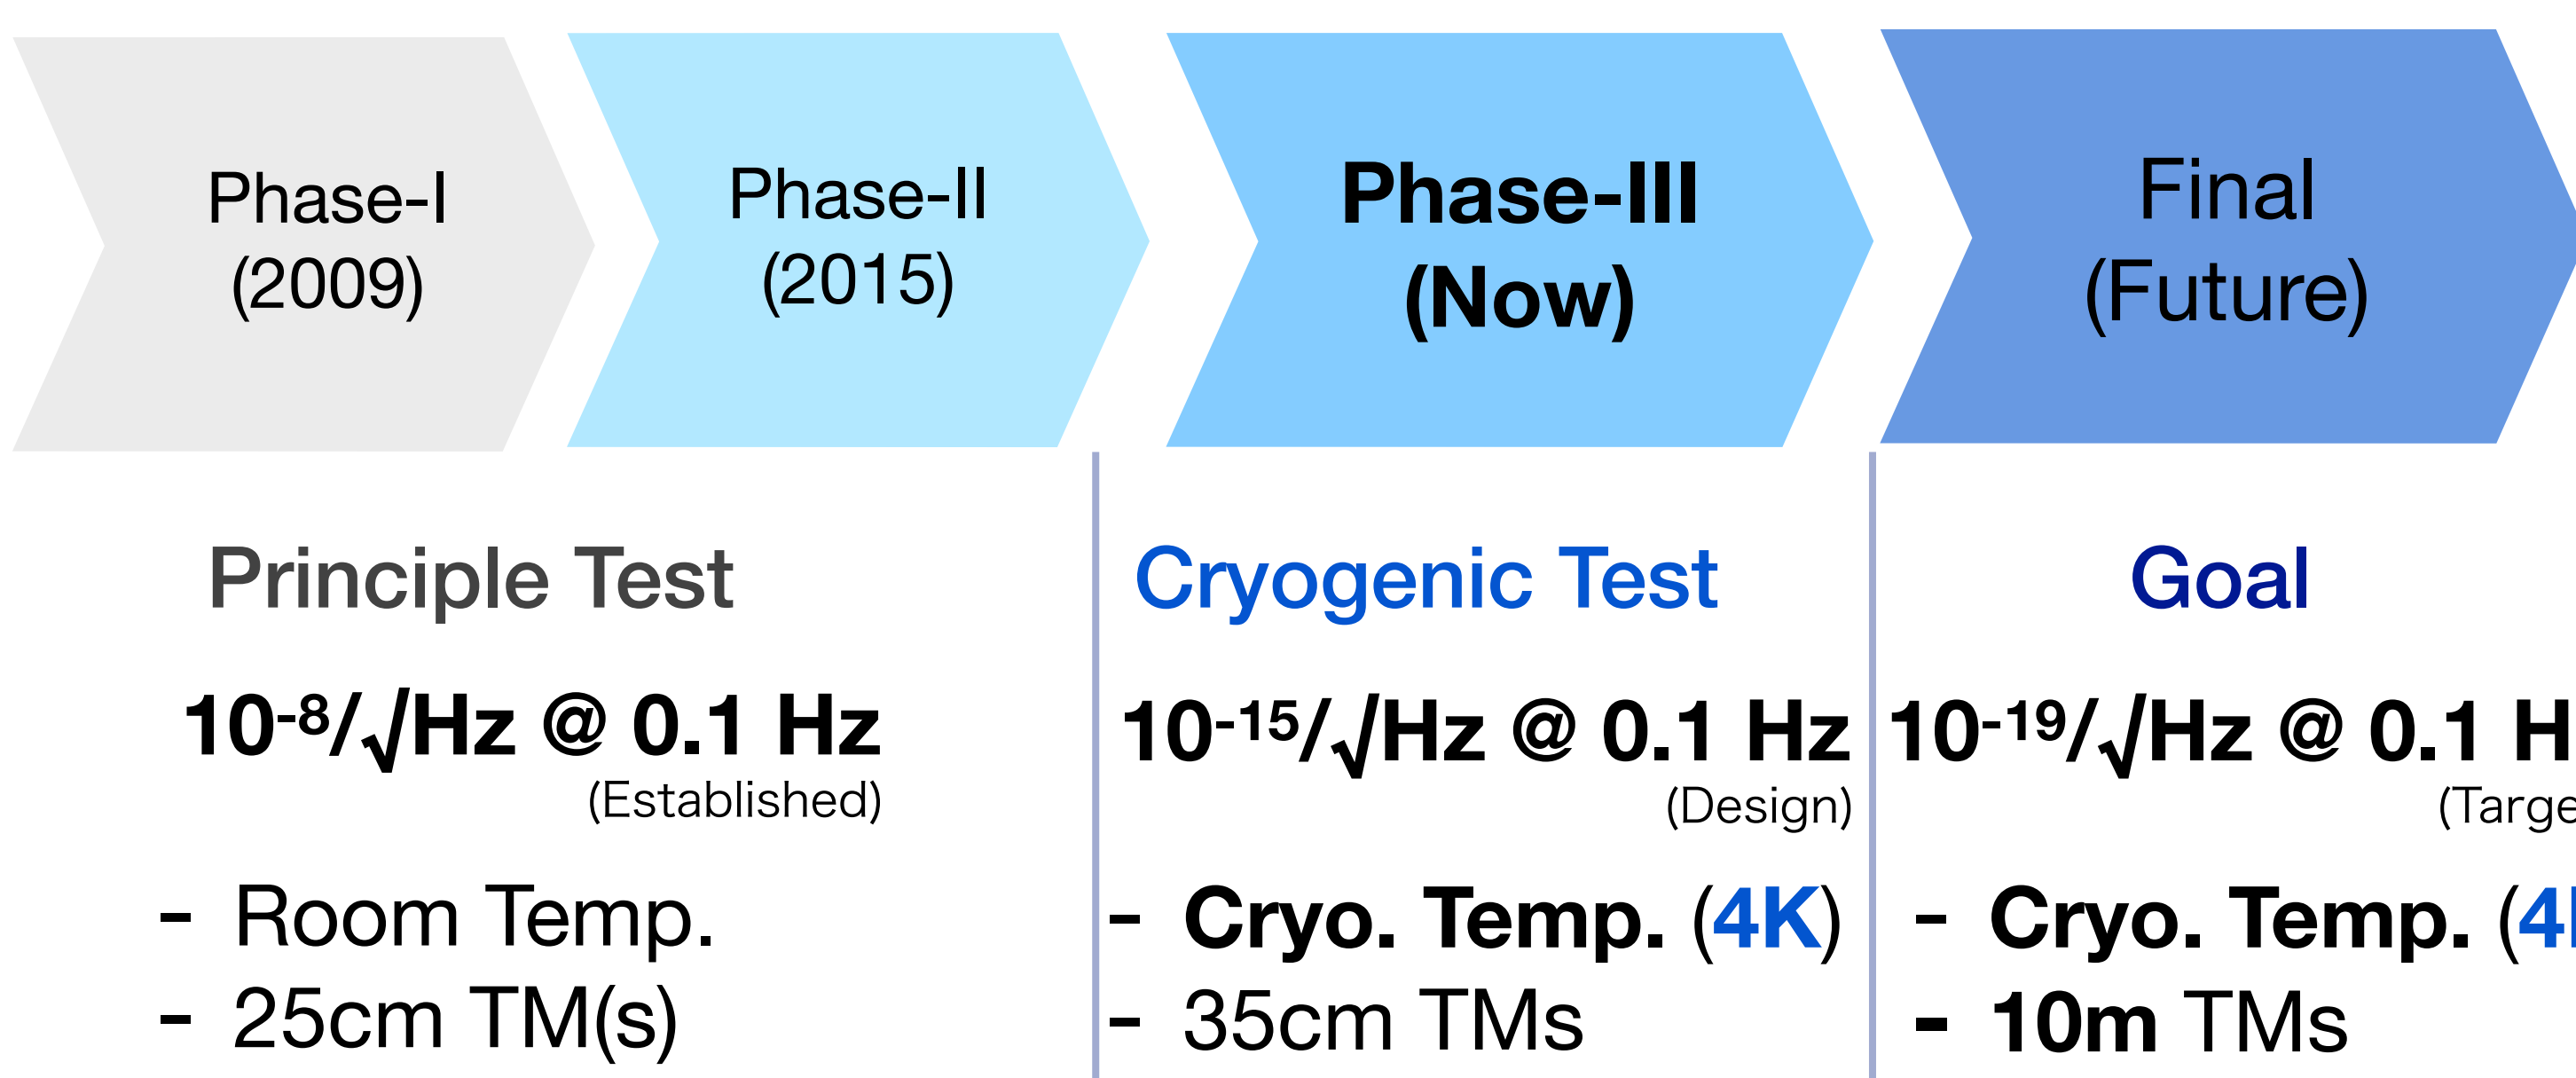 Phase-I
(2009)
Phase-II
(2015)
Phase-III
(Now)
Final
(Future)
Principle Test
10⁻⁸/√Hz @ 0.1 Hz
(Established)
- Room Temp.
- 25cm TM(s)
Cryogenic Test
10⁻¹⁵/√Hz @ 0.1 Hz
(Design)
- Cryo. Temp. (4K)
- 35cm TMs
Goal
10⁻¹⁹/√Hz @ 0.1 H
(Targe
- Cryo. Temp. (4
- 10m TMs